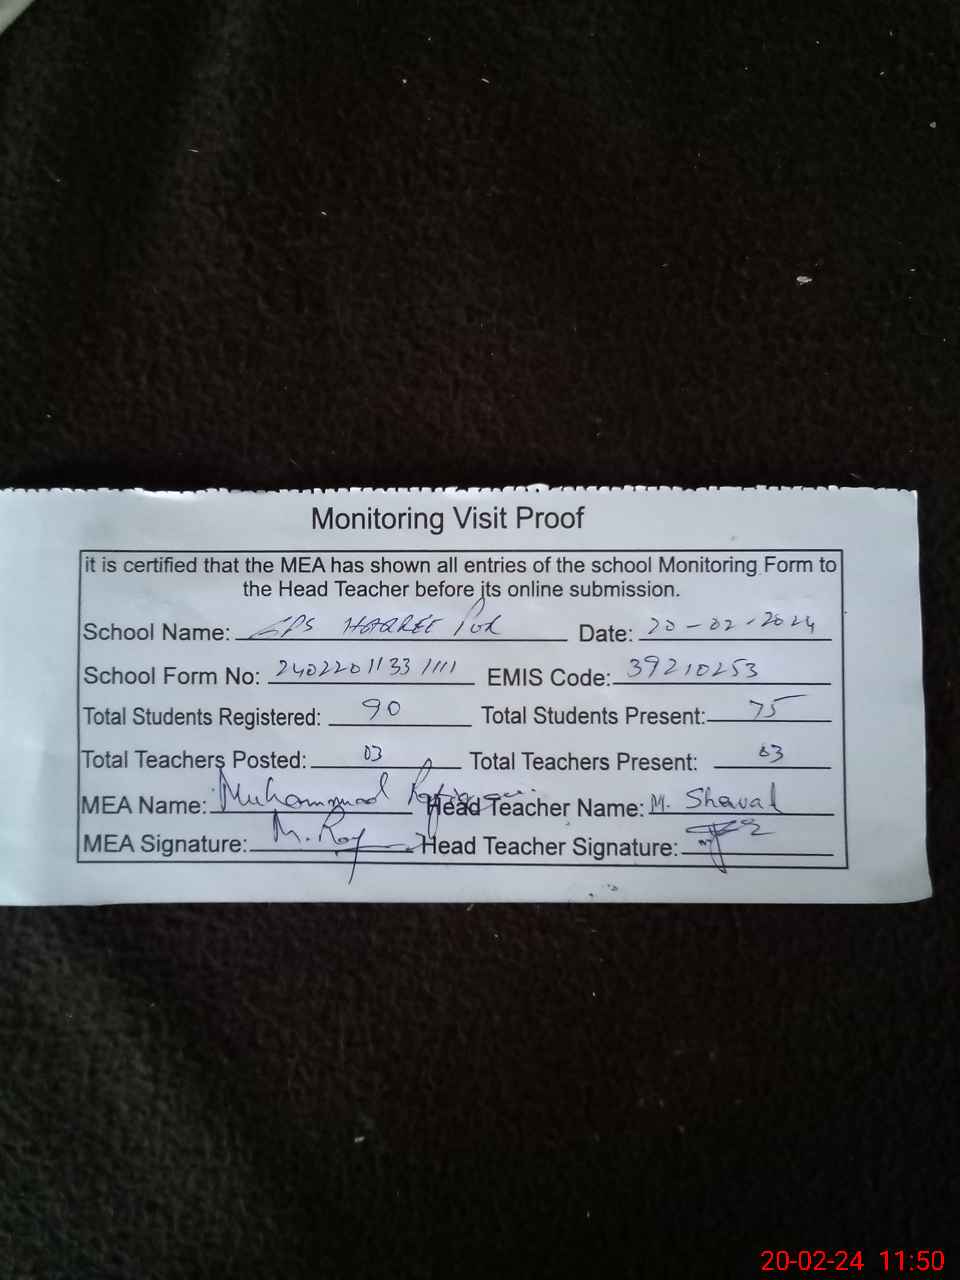 Monitoring Visit Proof
it is certified that the MEA has shown all entries of the school Monitoring Form to
the Head Teacher before its online submission.
School Name: GPS HAQREE POR Date: 20-02-2024
School Form No: 2402201133 1111 EMIS Code: 39210253
Total Students Registered: 90 Total Students Present: 75
Total Teachers Posted: 03 Total Teachers Present: 03
MEA Name: Muhammad Head Teacher Name: M. Shaval
MEA Signature: Head Teacher Signature:
20-02-24 11:50